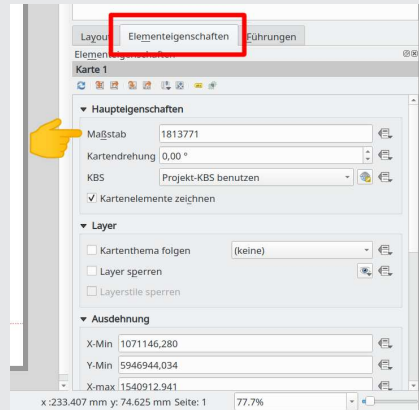 Layout Elementeigenschaften Führungen
Elementeigenschaften
Karte 1
Haupteigenschaften
Maßstab 1813771
Kartendrehung 0,00 °
KBS Projekt-KBS benutzen
Kartenelemente zeichnen
Layer
Kartenthema folgen (keine)
Layer sperren
Layerstile sperren
Ausdehnung
X-Min 1071146,280
Y-Min 5946944,034
X-max 1540912,941
x :233.407 mm y: 74.625 mm Seite: 1 77.7%